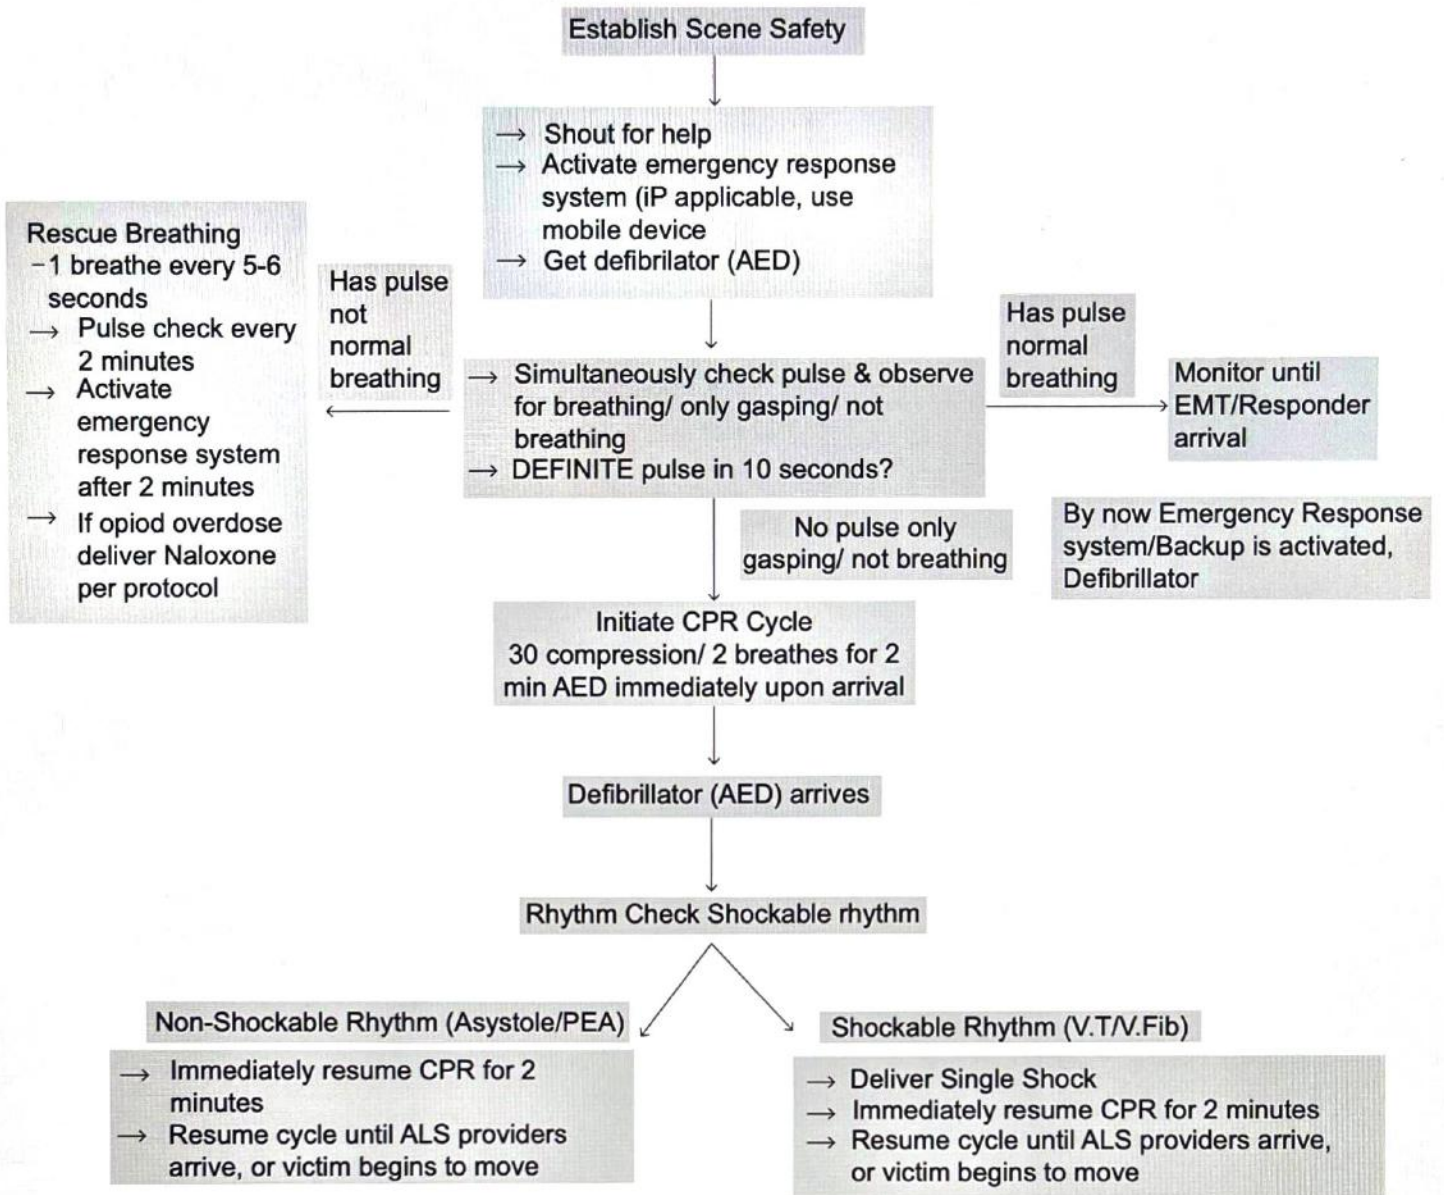 Establish Scene Safety
→ Shout for help
→ Activate emergency response
system (iP applicable, use
mobile device
→ Get defibrilator (AED)
Rescue Breathing
–1 breathe every 5-6
seconds
→ Pulse check every
2 minutes
→ Activate
emergency
response system
after 2 minutes
→ If opiod overdose
deliver Naloxone
per protocol
Has pulse
not
normal
breathing
→ Simultaneously check pulse & observe
for breathing/ only gasping/ not
breathing
→ DEFINITE pulse in 10 seconds?
Has pulse
normal
breathing
Monitor until
EMT/Responder
arrival
No pulse only
gasping/ not breathing
By now Emergency Response
system/Backup is activated,
Defibrillator
Initiate CPR Cycle
30 compression/ 2 breathes for 2
min AED immediately upon arrival
Defibrillator (AED) arrives
Rhythm Check Shockable rhythm
Non-Shockable Rhythm (Asystole/PEA)
→ Immediately resume CPR for 2
minutes
→ Resume cycle until ALS providers
arrive, or victim begins to move
Shockable Rhythm (V.T/V.Fib)
→ Deliver Single Shock
→ Immediately resume CPR for 2 minutes
→ Resume cycle until ALS providers arrive,
or victim begins to move